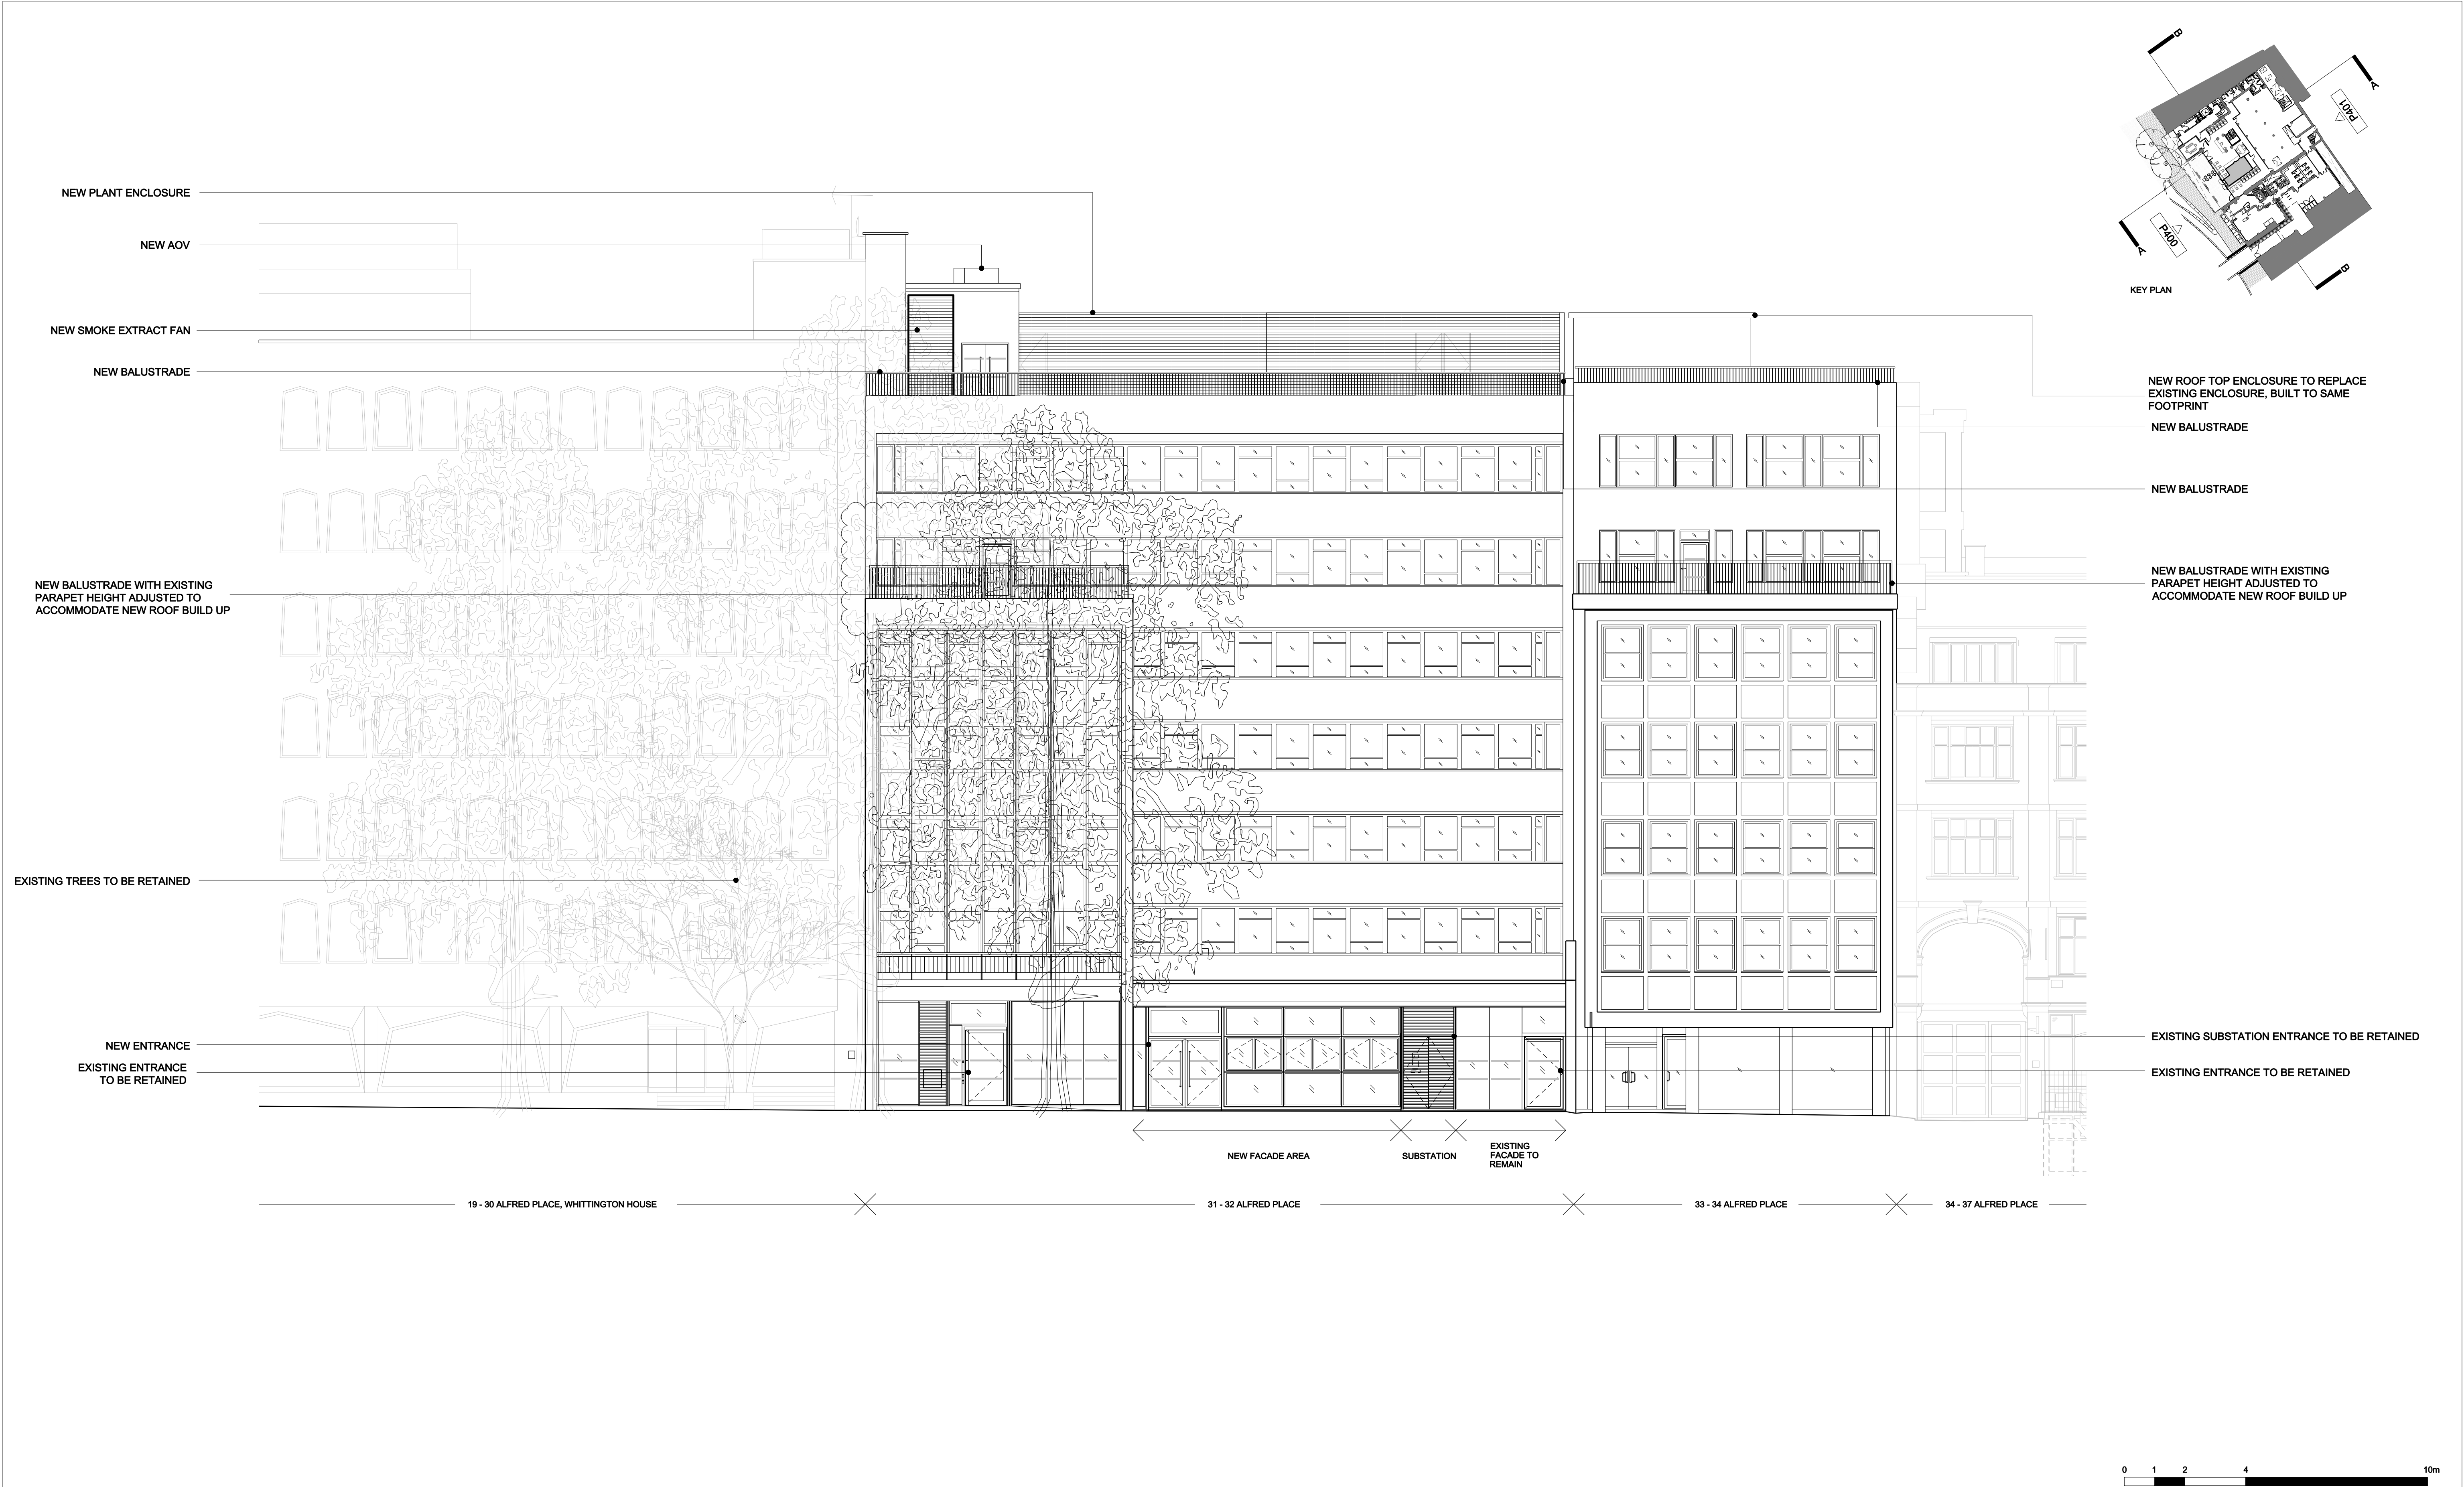 B
A
P401
P400
A
B
KEY PLAN
NEW PLANT ENCLOSURE
NEW AOV
NEW SMOKE EXTRACT FAN
NEW BALUSTRADE
NEW BALUSTRADE WITH EXISTING
PARAPET HEIGHT ADJUSTED TO
ACCOMMODATE NEW ROOF BUILD UP
EXISTING TREES TO BE RETAINED
NEW ENTRANCE
EXISTING ENTRANCE
TO BE RETAINED
NEW ROOF TOP ENCLOSURE TO REPLACE
EXISTING ENCLOSURE, BUILT TO SAME
FOOTPRINT
NEW BALUSTRADE
NEW BALUSTRADE
NEW BALUSTRADE WITH EXISTING
PARAPET HEIGHT ADJUSTED TO
ACCOMMODATE NEW ROOF BUILD UP
EXISTING SUBSTATION ENTRANCE TO BE RETAINED
EXISTING ENTRANCE TO BE RETAINED
NEW FACADE AREA
SUBSTATION
EXISTING
FACADE TO
REMAIN
19 - 30 ALFRED PLACE, WHITTINGTON HOUSE
31 - 32 ALFRED PLACE
33 - 34 ALFRED PLACE
34 - 37 ALFRED PLACE
0 1 2 4 10m